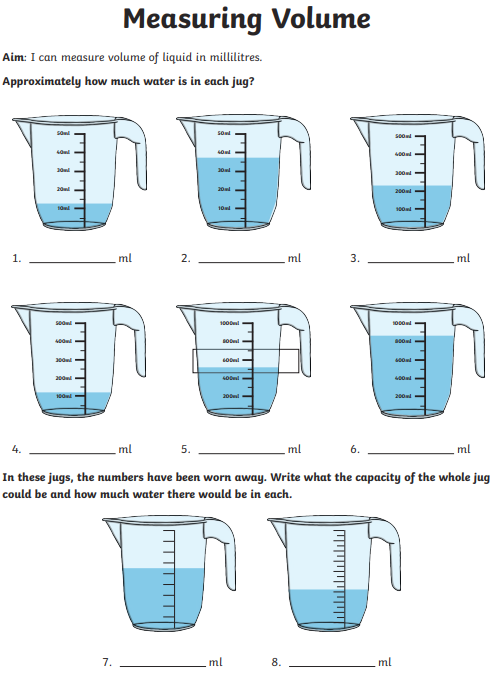 Measuring Volume
Aim: I can measure volume of liquid in millilitres.
Approximately how much water is in each jug?
50ml
40ml
30ml
20ml
10ml
50ml
40ml
30ml
20ml
10ml
500ml
400ml
300ml
200ml
100ml
1. ml
2. ml
3. ml
500ml
400ml
300ml
200ml
100ml
1000ml
800ml
600ml
400ml
200ml
1000ml
800ml
600ml
400ml
200ml
4. ml
5. ml
6. ml
In these jugs, the numbers have been worn away. Write what the capacity of the whole jug
could be and how much water there would be in each.
7. ml
8. ml